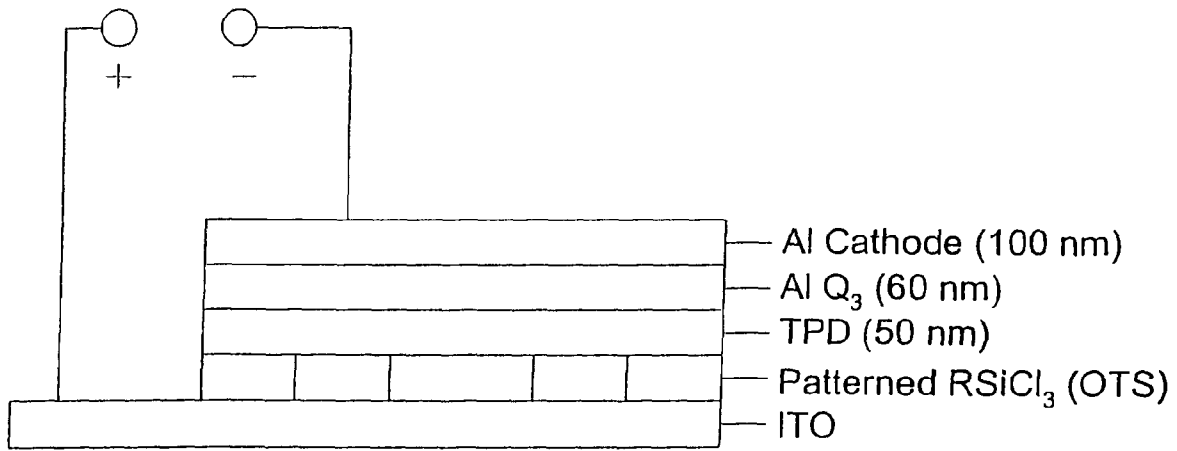 + −
Al Cathode (100 nm)
Al Q₃ (60 nm)
TPD (50 nm)
Patterned RSiCl₃ (OTS)
ITO